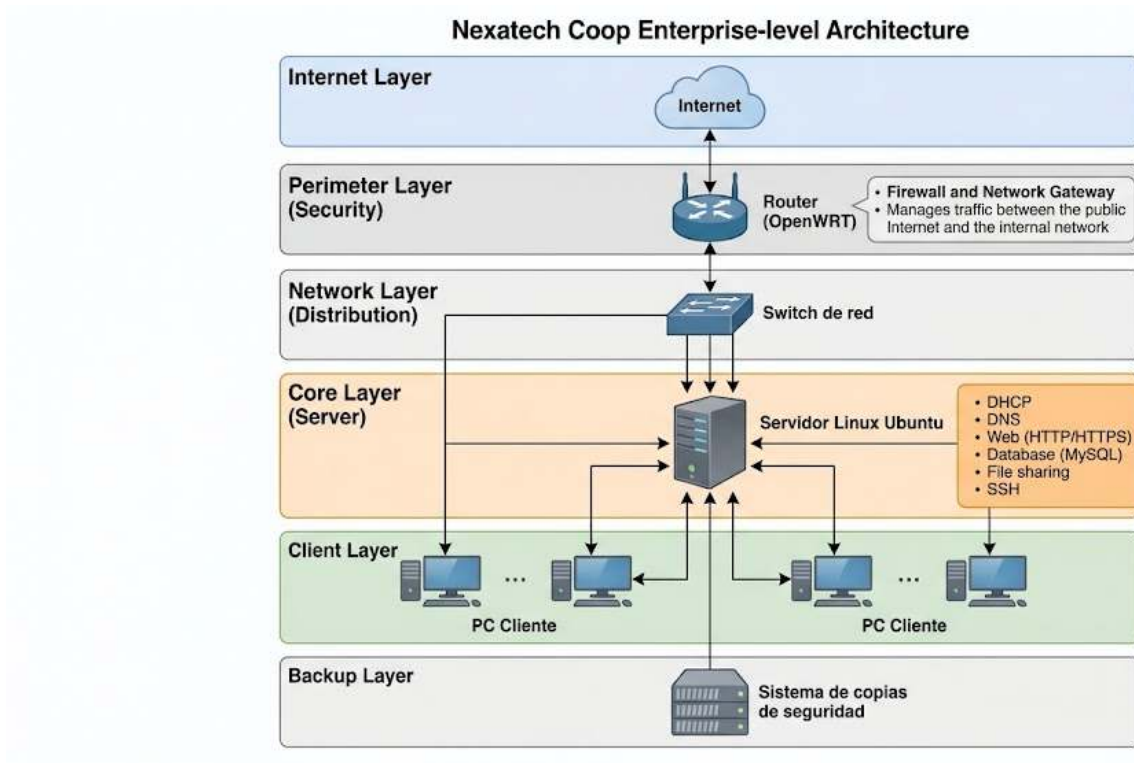 Nexatech Coop Enterprise-level Architecture
Internet Layer
Internet
Perimeter Layer
(Security)
Router
(OpenWRT)
• Firewall and Network Gateway
• Manages traffic between the public
Internet and the internal network
Network Layer
(Distribution)
Switch de red
Core Layer
(Server)
Servidor Linux Ubuntu
• DHCP
• DNS
• Web (HTTP/HTTPS)
• Database (MySQL)
• File sharing
• SSH
Client Layer
...
...
PC Cliente
PC Cliente
Backup Layer
Sistema de copias
de seguridad